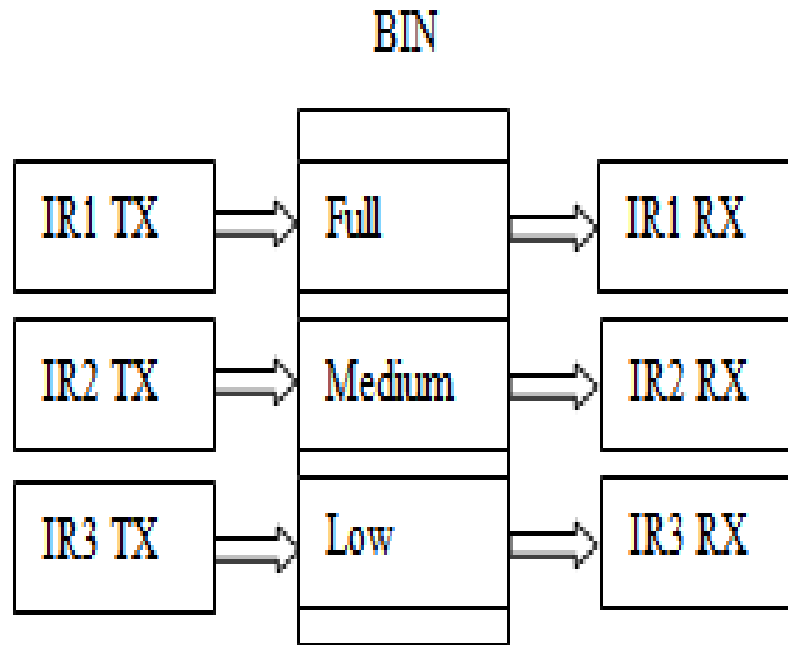 BIN
IR1 TX
Full
IR1 RX
IR2 TX
Medium
IR2 RX
IR3 TX
Low
IR3 RX